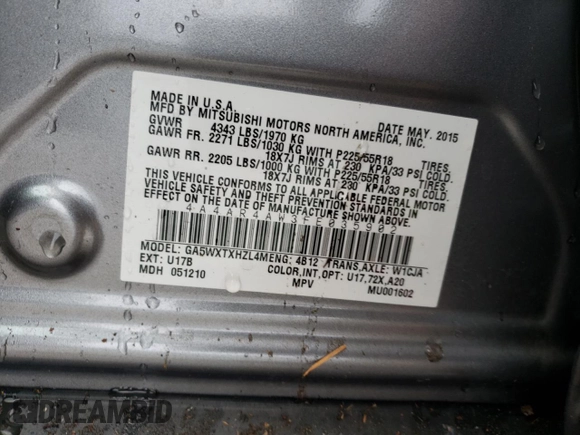 MADE IN U.S.A.
MFD BY MITSUBISHI MOTORS NORTH AMERICA, INC. DATE MAY. 2015
GVWR 4343 LBS/1970 KG
GAWR FR. 2271 LBS/1030 KG WITH P225/55R18 TIRES.
18X7J RIMS AT 230 KPA/33 PSI COLD.
GAWR RR. 2205 LBS/1000 KG WITH P225/55R18 TIRES.
18X7J RIMS AT 230 KPA/33 PSI COLD.
THIS VEHICLE CONFORMS TO ALL APPLICABLE FEDERAL MOTOR
VEHICLE SAFETY AND THEFT PREVENTION STANDARDS IN
EFFECT ON THE DATE OF MANUFACTURE SHOWN ABOVE.
4A4AR4AW3FE035902
MODEL: GA5WXTXHZL4MENG: 4B12 TRANS,AXLE: W1CJA
EXT: U17B COLOR,INT,OPT: U17,72X,A20
MDH 051210 MPV MU001602
DREAMBID